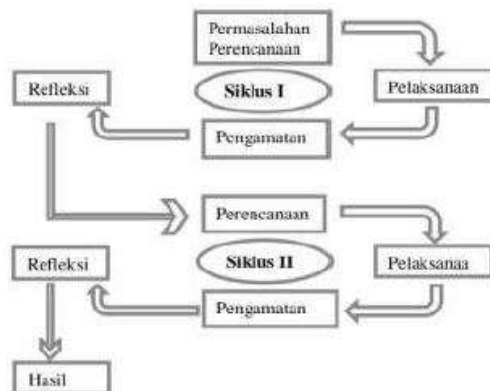 Permasalahan
Perencanaan
Refleksi
Siklus I
Pelaksanaan
Pengamatan
Perencanaan
Refleksi
Siklus II
Pelaksanaa
Pengamatan
Hasil